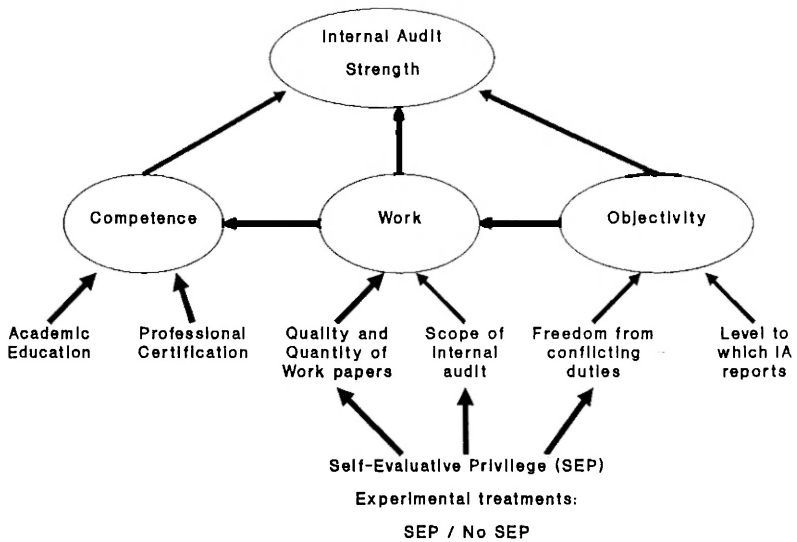 Internal Audit
Strength
Competence
Work
Objectivity
Academic
Education
Professional
Certification
Quality and
Quantity of
Work papers
Scope of
internal
audit
Freedom from
conflicting
duties
Level to
which IA
reports
Self-Evaluative Privilege (SEP)
Experimental treatments:
SEP / No SEP